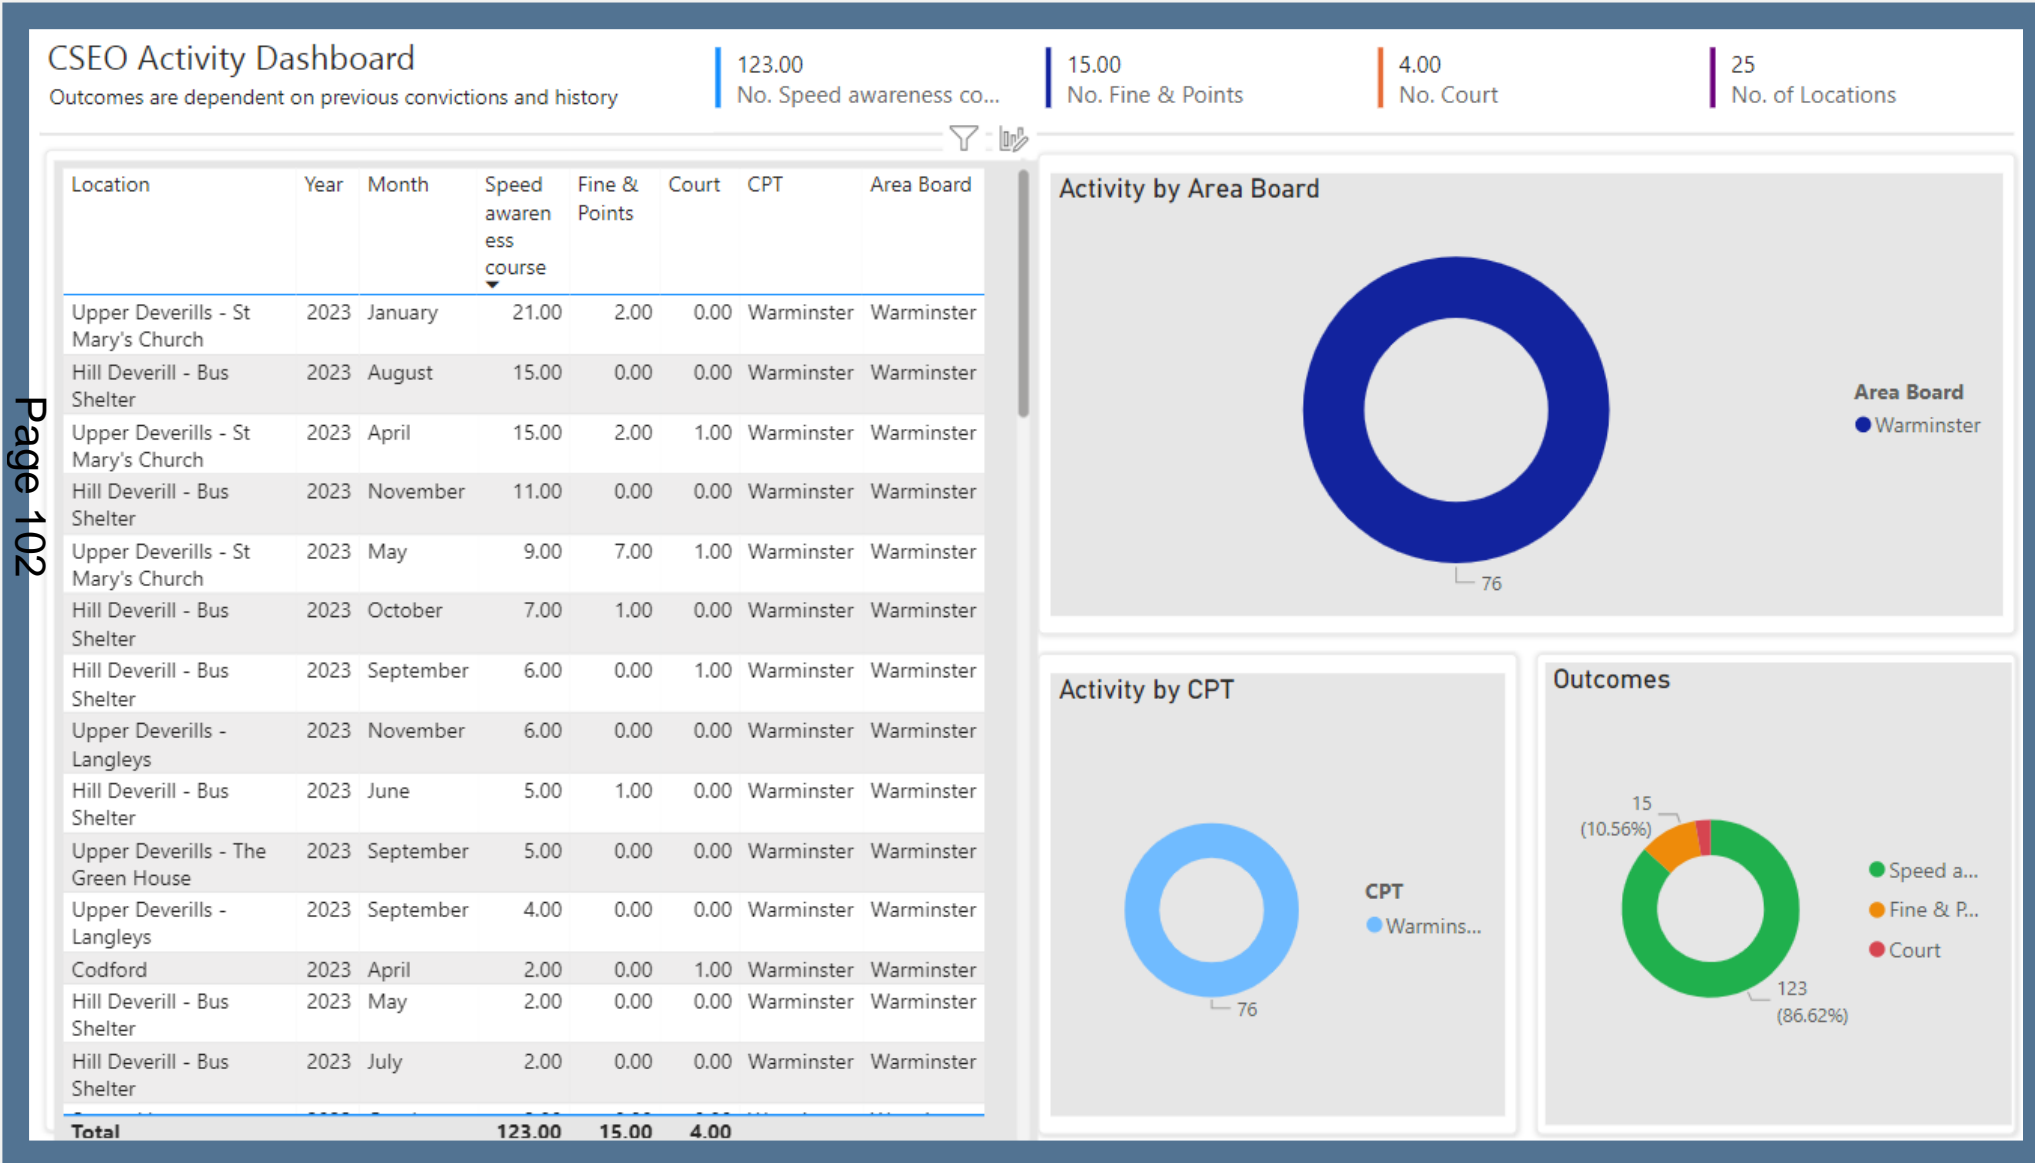 CSEO Activity Dashboard
Outcomes are dependent on previous convictions and history
123.00
No. Speed awareness co...
15.00
No. Fine & Points
4.00
No. Court
25
No. of Locations
Location Year Month Speed awaren ess course Fine & Points Court CPT Area Board
Upper Deverills - St 2023 January 21.00 2.00 0.00 Warminster Warminster
Mary's Church
Hill Deverill - Bus 2023 August 15.00 0.00 0.00 Warminster Warminster
Shelter
Upper Deverills - St 2023 April 15.00 2.00 1.00 Warminster Warminster
Mary's Church
Hill Deverill - Bus 2023 November 11.00 0.00 0.00 Warminster Warminster
Shelter
Upper Deverills - St 2023 May 9.00 7.00 1.00 Warminster Warminster
Mary's Church
Hill Deverill - Bus 2023 October 7.00 1.00 0.00 Warminster Warminster
Shelter
Hill Deverill - Bus 2023 September 6.00 0.00 1.00 Warminster Warminster
Shelter
Upper Deverills - 2023 November 6.00 0.00 0.00 Warminster Warminster
Langleys
Hill Deverill - Bus 2023 June 5.00 1.00 0.00 Warminster Warminster
Shelter
Upper Deverills - The 2023 September 5.00 0.00 0.00 Warminster Warminster
Green House
Upper Deverills - 2023 September 4.00 0.00 0.00 Warminster Warminster
Langleys
Codford 2023 April 2.00 0.00 1.00 Warminster Warminster
Hill Deverill - Bus 2023 May 2.00 0.00 0.00 Warminster Warminster
Shelter
Hill Deverill - Bus 2023 July 2.00 0.00 0.00 Warminster Warminster
Shelter
Total 123.00 15.00 4.00
Activity by Area Board
Area Board
Warminster
76
Activity by CPT
CPT
Warmins...
76
Outcomes
15
(10.56%)
Speed a...
Fine & P...
Court
123
(86.62%)
Page 102